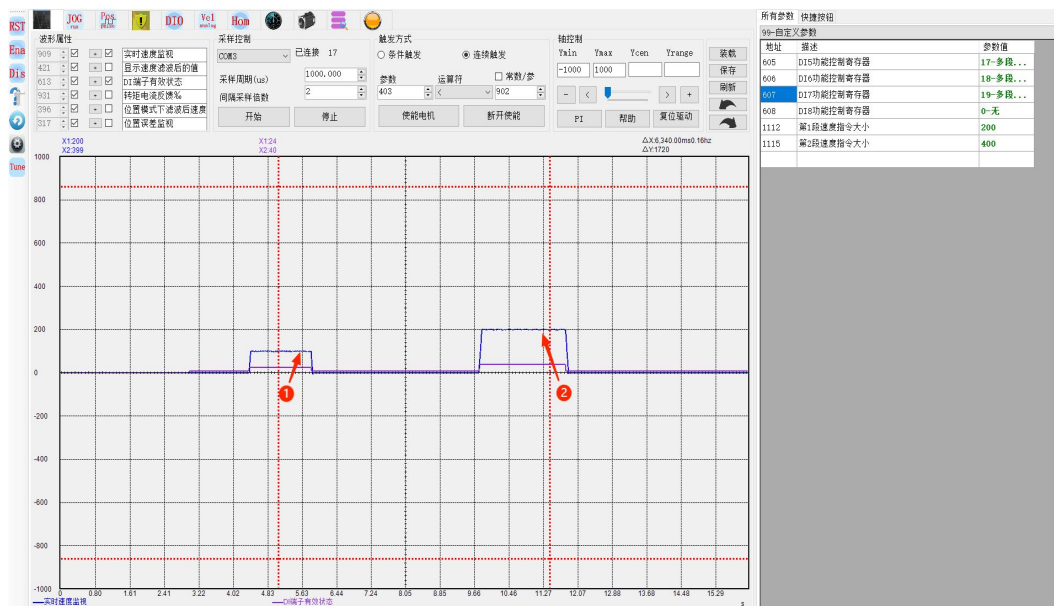 RST JOG Pos DIO Vel Hom 所有参数 快捷按钮
Ena 波形属性 采样控制 触发方式 轴控制 99-自定义参数
909 + 实时速度监视 COM3 已连接 17 条件触发 连续触发 Ymin Ymax Ycen Yrange 装载 地址 描述 参数值
421 + 显示速度滤波后的值 -1000 1000 保存 605 DI5功能控制寄存器 17-多段...
Dis 613 + DI端子有效状态 采样周期(us) 1000.000 参数 运算符 常数/参 刷新 606 DI6功能控制寄存器 18-多段...
931 + 转矩电流反馈‰ 间隔采样倍数 2 403 < 902 - < > + 607 DI7功能控制寄存器 19-多段...
396 + 位置模式下滤波后速度 608 DI8功能控制寄存器 0-无
317 + 位置误差监视 开始 停止 使能电机 断开使能 PI 帮助 复位驱动 1112 第1段速度指令大小 200
1115 第2段速度指令大小 400
Tune
X1:200 X1:24 △X:6,340.00ms0.16hz
X2:399 X2:40 △Y:1720
1000
800
600
400
200
0
1 2
-200
-400
-600
-800
-1000
0 0.80 1.61 2.41 3.22 4.02 4.83 5.63 6.44 7.24 8.05 8.85 9.66 10.46 11.27 12.07 12.88 13.68 14.48 15.29
实时速度监视 DI端子有效状态 s